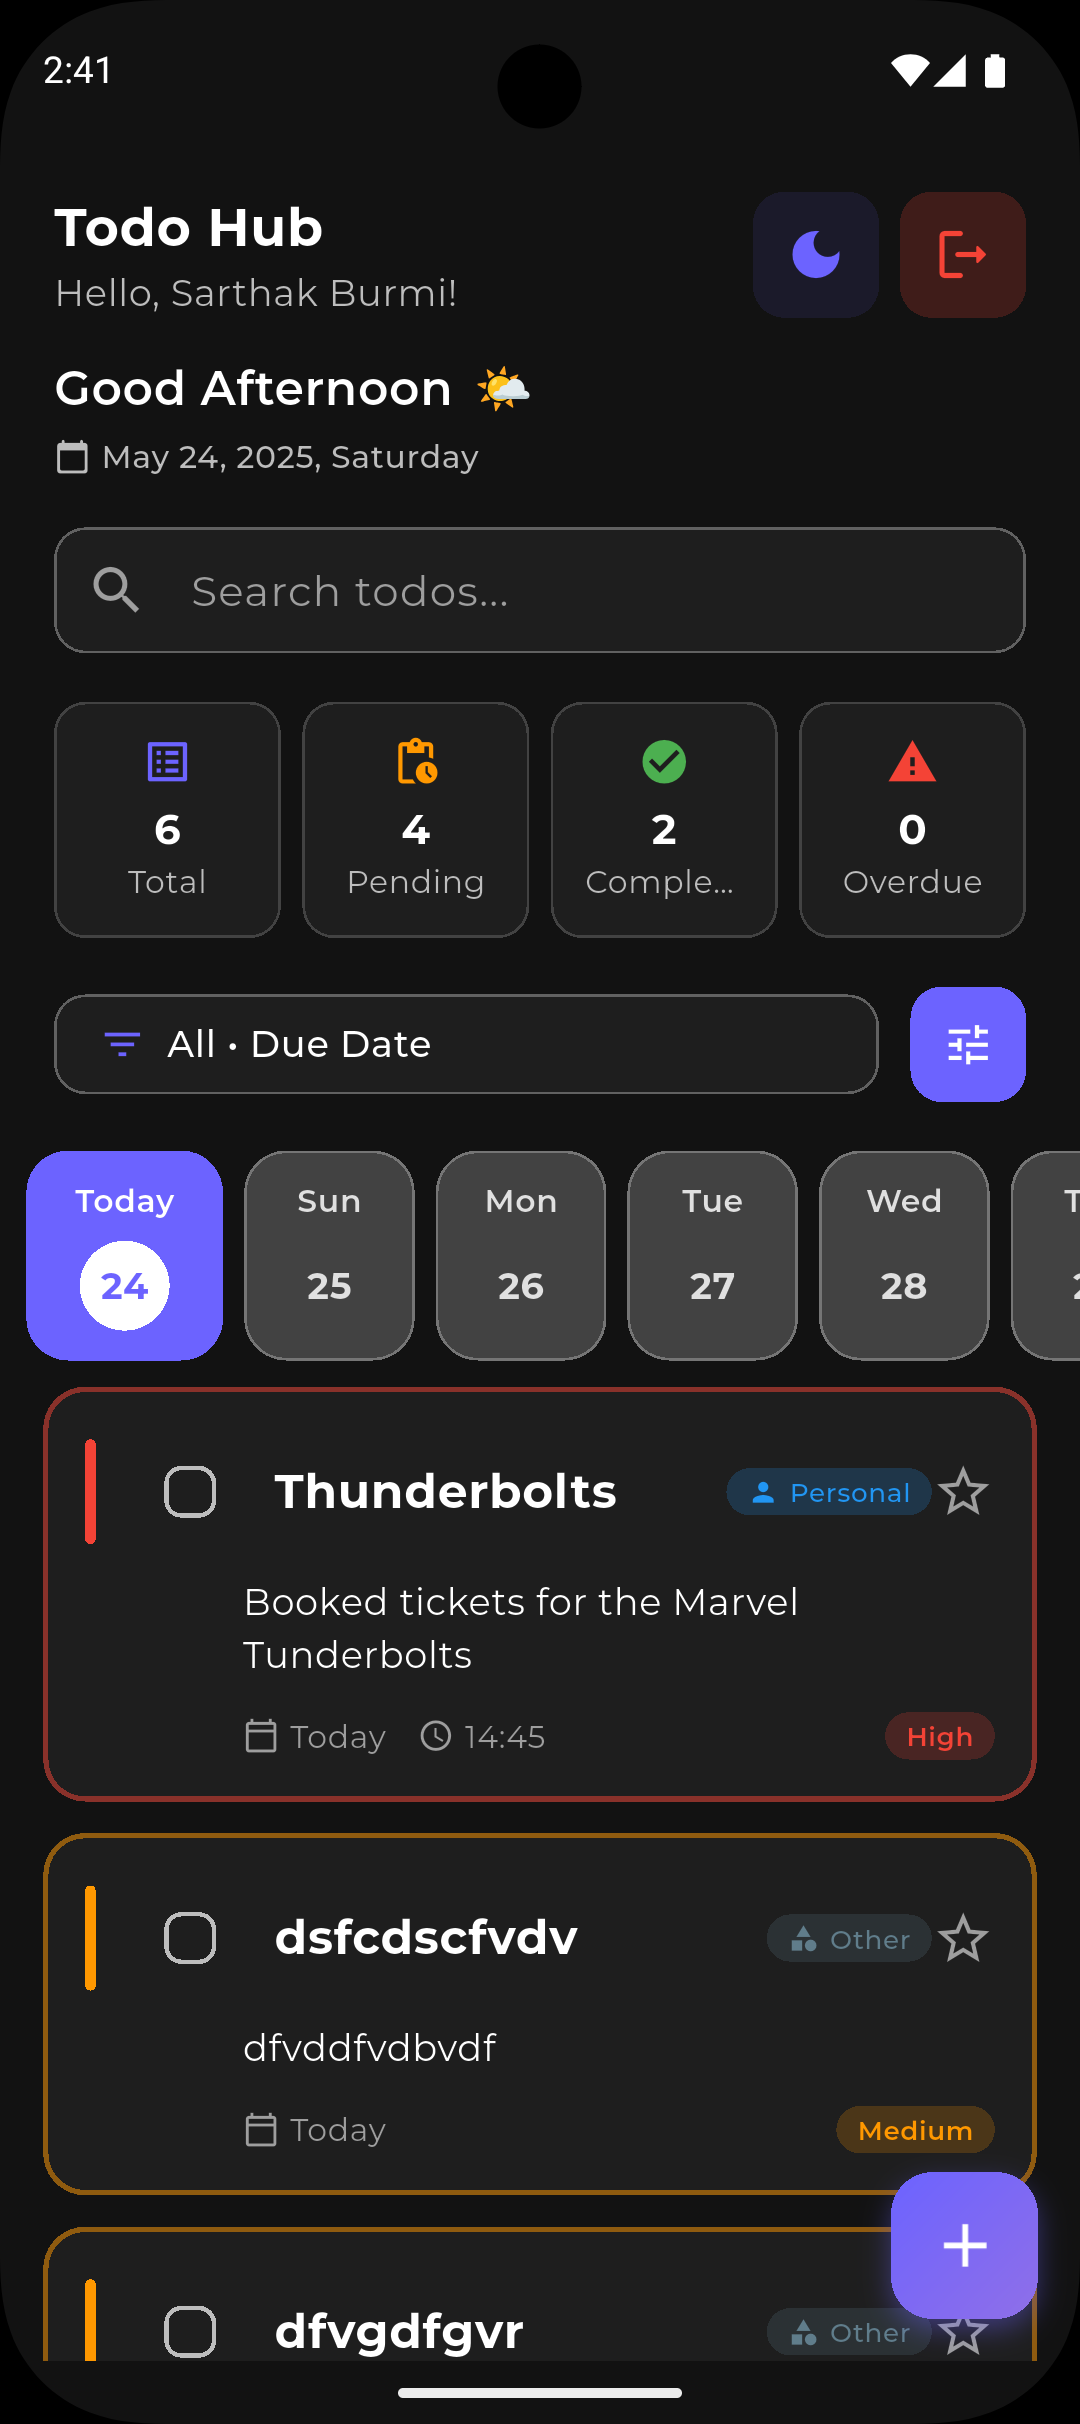 2:41
Todo Hub
Hello, Sarthak Burmi!
Good Afternoon 🌤️
May 24, 2025, Saturday
Search todos...
6
Total
4
Pending
2
Comple...
0
Overdue
All • Due Date
Today
24
Sun
25
Mon
26
Tue
27
Wed
28
Thunderbolts
Personal
Booked tickets for the Marvel
Tunderbolts
Today
14:45
High
dsfcdscfvdv
Other
dfvddfvdbvdf
Today
Medium
dfvgdfgvr
Other